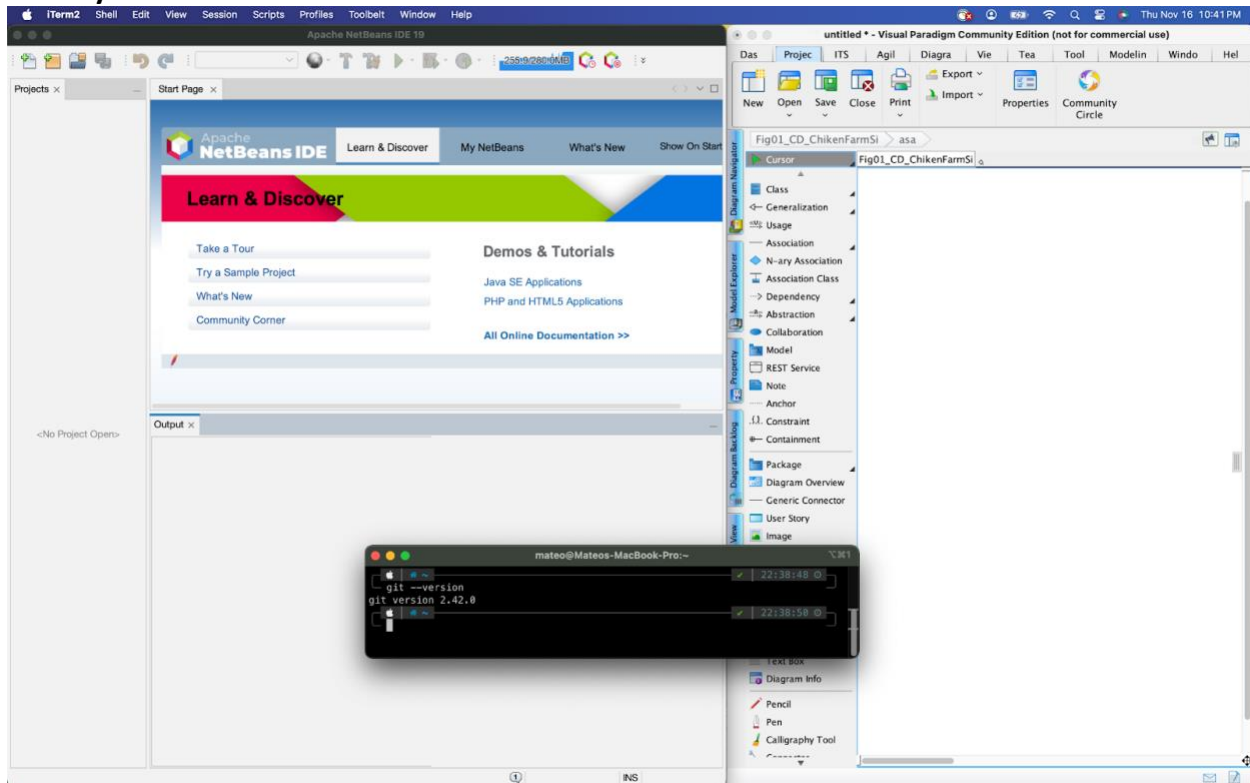 iTerm2 Shell Edit View Session Scripts Profiles Toolbelt Window Help Thu Nov 16 10:41 PM
Apache NetBeans IDE 19
Projects
Start Page
Apache
NetBeans IDE
Learn & Discover
My NetBeans
What's New
Show On Start
Learn & Discover
Take a Tour
Try a Sample Project
What's New
Community Corner
Demos & Tutorials
Java SE Applications
PHP and HTML5 Applications
All Online Documentation >>
<No Project Open>
Output
1 INS
untitled * - Visual Paradigm Community Edition (not for commercial use)
Das Projec ITS Agil Diagra Vie Tea Tool Modelin Windo Hel
New Open Save Close Print
Export
Import
Properties
Community
Circle
Fig01_CD_ChikenFarmSi asa
Fig01_CD_ChikenFarmSi
Diagram Navigator
Model Explorer
Property
Diagram Backlog
View
Cursor
Class
Generalization
Usage
Association
N-ary Association
Association Class
Dependency
Abstraction
Collaboration
Model
REST Service
Note
Anchor
Constraint
Containment
Package
Diagram Overview
Generic Connector
User Story
Image
Text Box
Diagram Info
Pencil
Pen
Calligraphy Tool
mateo@Mateos-MacBook-Pro:~ ⌥⌘1
~ ✓ 22:38:48
git --version
git version 2.42.0
~ ✓ 22:38:50